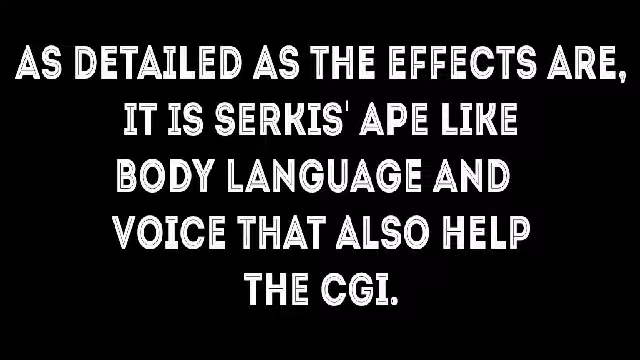 AS DETAILED AS THE EFFECTS ARE,
IT IS SERKIS' APE LIKE
BODY LANGUAGE AND
VOICE THAT ALSO HELP
THE CGI.